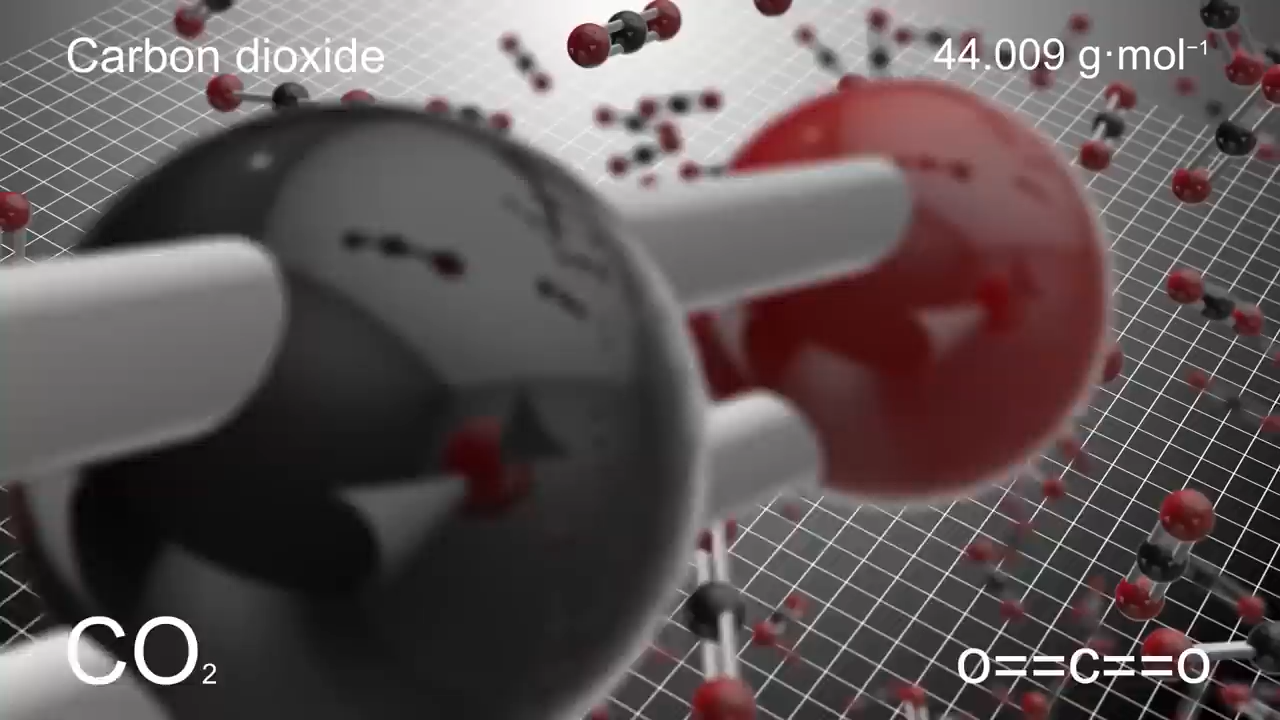 Carbon dioxide
44.009 g·mol⁻¹
CO₂
O==C==O